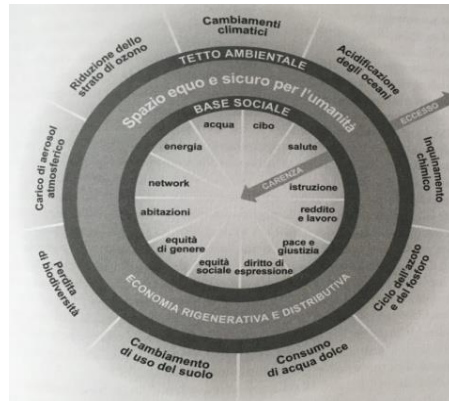 Cambiamenti
climatici
Acidificazione
degli oceani
Inquinamento
chimico
Ciclo dell'azoto
e del fosforo
Consumo
di acqua dolce
Cambiamento
di uso del suolo
Perdita
di biodiversità
Carico di aerosol
atmosferico
Riduzione dello
strato di ozono
TETTO AMBIENTALE
Spazio equo e sicuro per l'umanità
BASE SOCIALE
ECCESSO
CARENZA
acqua
cibo
salute
istruzione
reddito
e lavoro
pace e
giustizia
diritto di
espressione
equità
sociale
equità
di genere
abitazioni
network
energia
ECONOMIA RIGENERATIVA E DISTRIBUTIVA